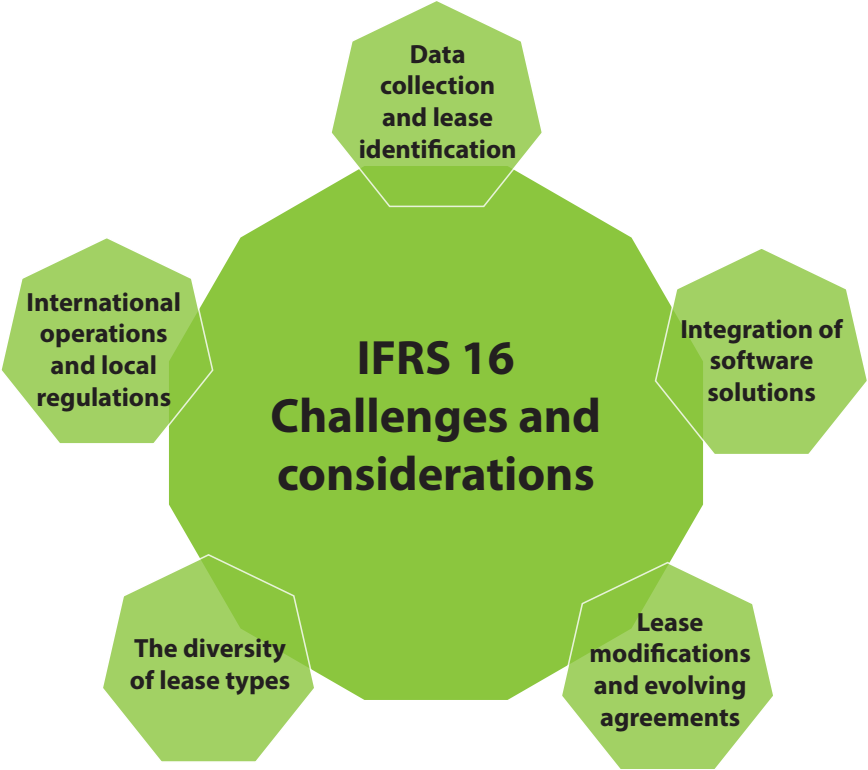 Data
collection
and lease
identification
International
operations
and local
regulations
IFRS 16
Challenges and
considerations
Integration of
software
solutions
The diversity
of lease types
Lease
modifications
and evolving
agreements